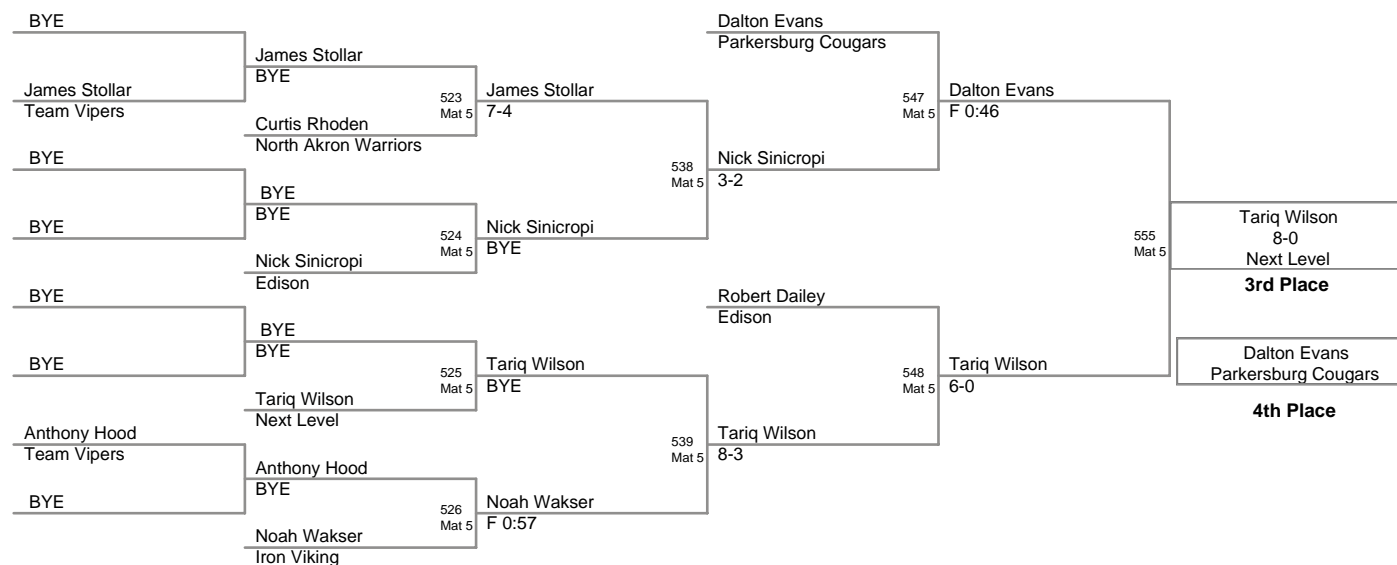 BYE
James Stollar
Team Vipers
BYE
BYE
BYE
BYE
Anthony Hood
Team Vipers
BYE
James Stollar
BYE
Curtis Rhoden
North Akron Warriors
BYE
BYE
Nick Sinicropi
Edison
BYE
BYE
Tariq Wilson
Next Level
Anthony Hood
BYE
Noah Wakser
Iron Viking
523
Mat 5
524
Mat 5
525
Mat 5
526
Mat 5
James Stollar
7-4
Nick Sinicropi
BYE
Tariq Wilson
BYE
Noah Wakser
F 0:57
538
Mat 5
539
Mat 5
Dalton Evans
Parkersburg Cougars
Nick Sinicropi
3-2
Robert Dailey
Edison
Tariq Wilson
8-3
547
Mat 5
548
Mat 5
Dalton Evans
F 0:46
Tariq Wilson
6-0
555
Mat 5
Tariq Wilson
8-0
Next Level
3rd Place
Dalton Evans
Parkersburg Cougars
4th Place